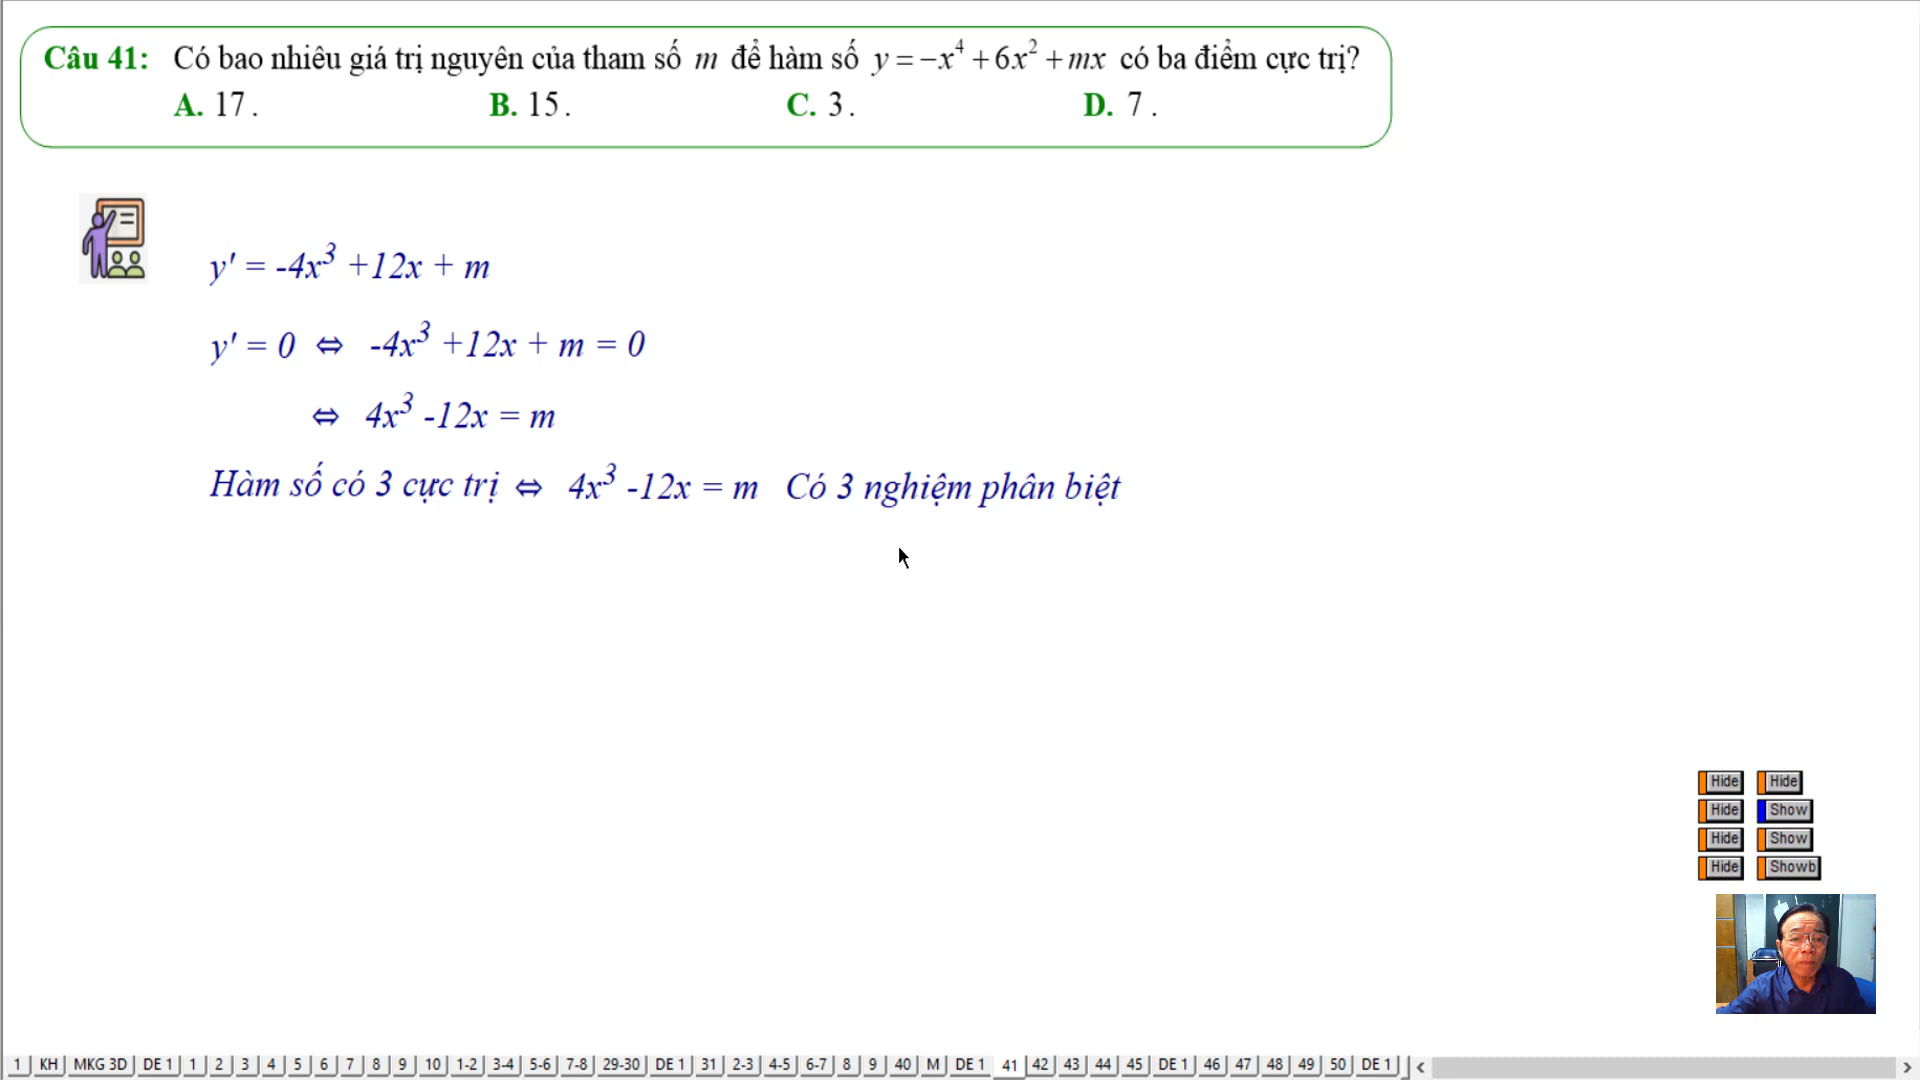 Câu 41: Có bao nhiêu giá trị nguyên của tham số m để hàm số y = −x⁴ + 6x² + mx có ba điểm cực trị?
A. 17. B. 15. C. 3. D. 7.
y' = -4x³ +12x + m
y' = 0 ⇔ -4x³ +12x + m = 0
⇔ 4x³ -12x = m
Hàm số có 3 cực trị ⇔ 4x³ -12x = m Có 3 nghiệm phân biệt
Hide Hide
Hide Show
Hide Show
Hide Showb
1 KH MKG 3D DE 1 1 2 3 4 5 6 7 8 9 10 1-2 3-4 5-6 7-8 29-30 DE 1 31 2-3 4-5 6-7 8 9 40 M DE 1 41 42 43 44 45 DE 1 46 47 48 49 50 DE 1